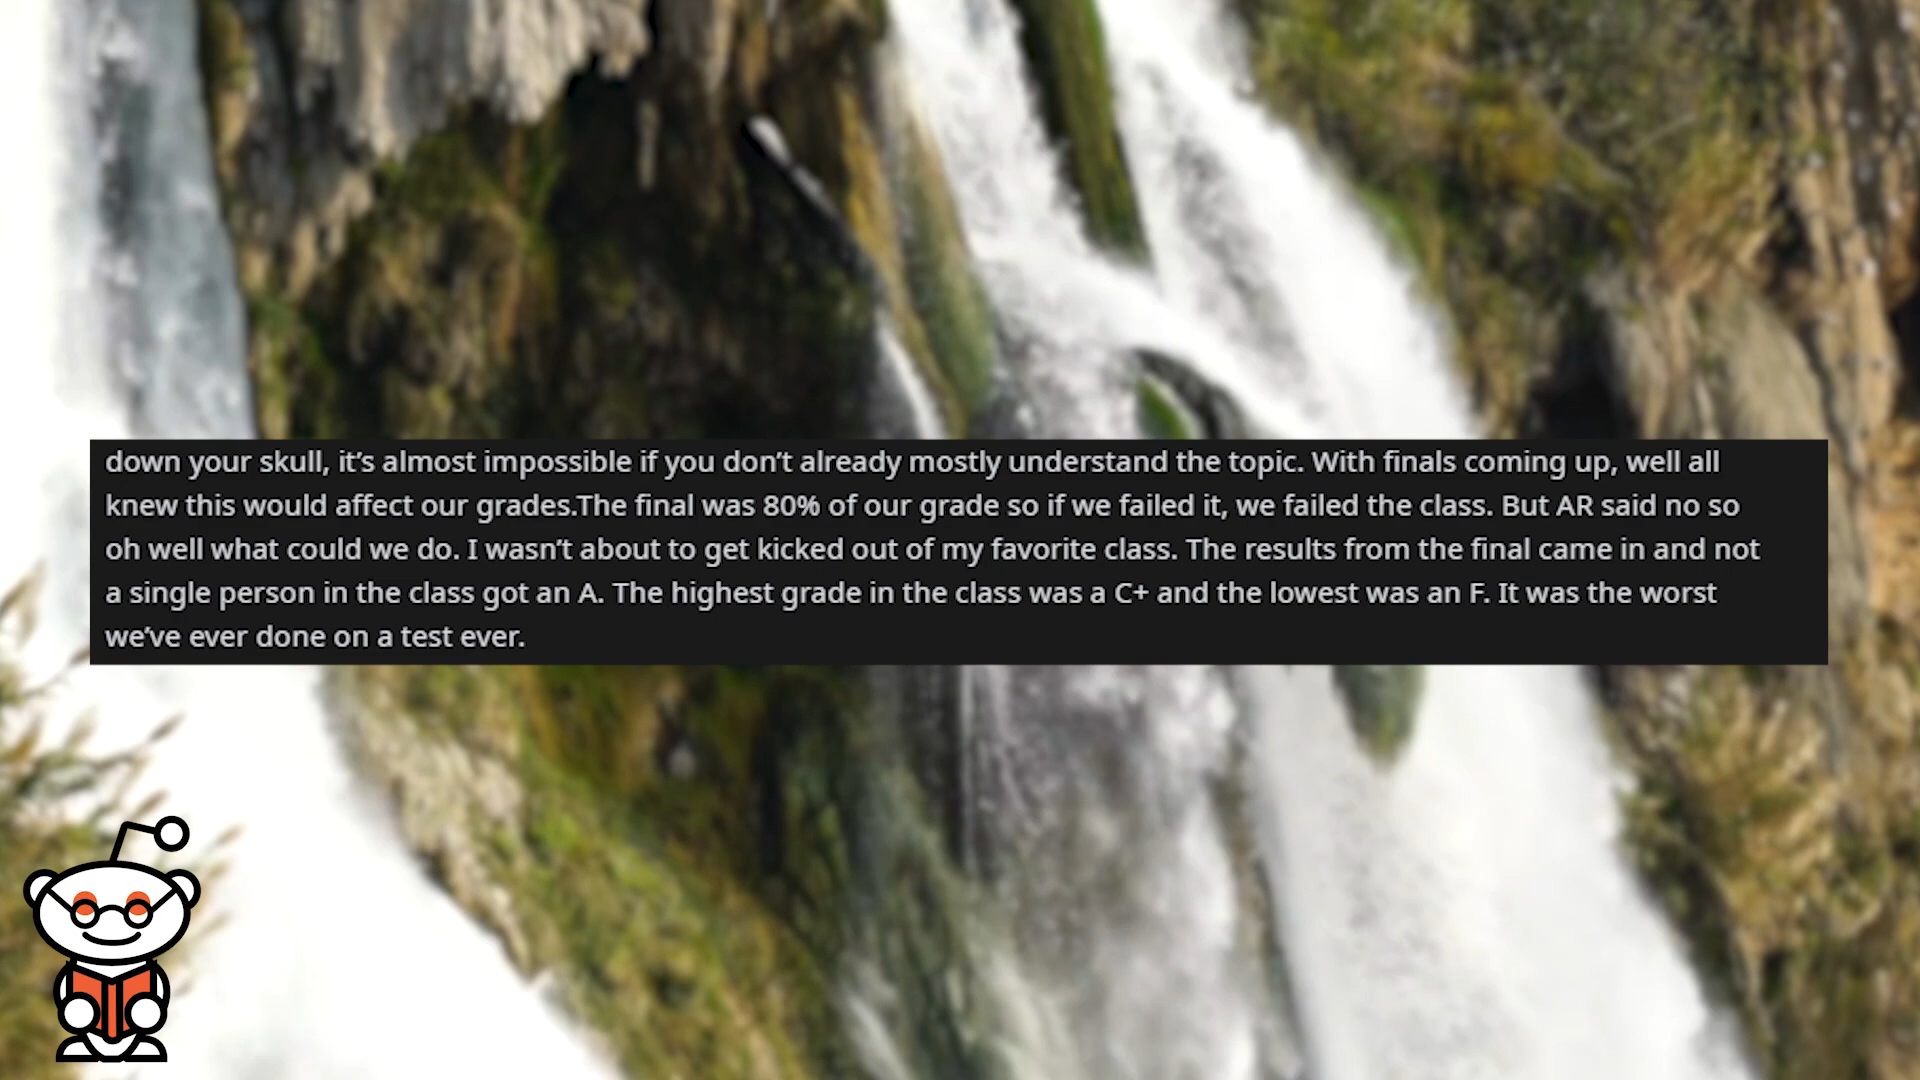 down your skull, it’s almost impossible if you don’t already mostly understand the topic. With finals coming up, well all
knew this would affect our grades.The final was 80% of our grade so if we failed it, we failed the class. But AR said no so
oh well what could we do. I wasn’t about to get kicked out of my favorite class. The results from the final came in and not
a single person in the class got an A. The highest grade in the class was a C+ and the lowest was an F. It was the worst
we’ve ever done on a test ever.